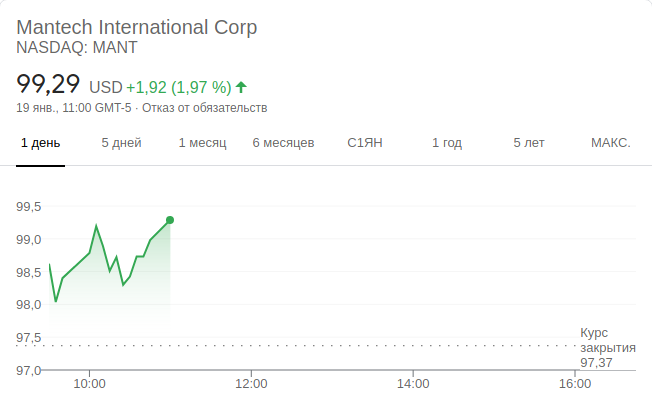 Mantech International Corp
NASDAQ: MANT
99,29 USD +1,92 (1,97 %)
19 янв., 11:00 GMT-5 · Отказ от обязательств
1 день 5 дней 1 месяц 6 месяцев С1ЯН 1 год 5 лет МАКС.
99,5
99,0
98,5
98,0
97,5
97,0
Курс
закрытия
97,37
10:00 12:00 14:00 16:00